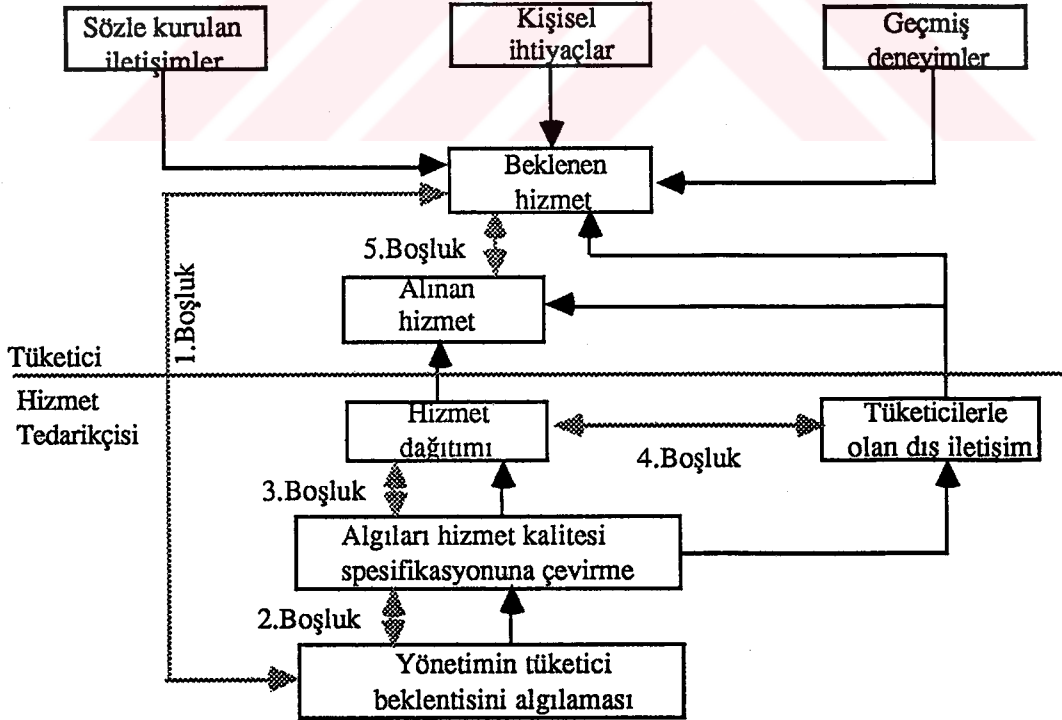 Sözle kurulan
iletişimler
Kişisel
ihtiyaçlar
Geçmiş
deneyimler
Beklenen
hizmet
5.Boşluk
1.Boşluk
Alınan
hizmet
Tüketici
Hizmet
Tedarikçisi
Hizmet
dağıtımı
4.Boşluk
Tüketicilerle
olan dış iletişim
3.Boşluk
Algıları hizmet kalitesi
spesifikasyonuna çevirme
2.Boşluk
Yönetimin tüketici
beklentisini algılaması